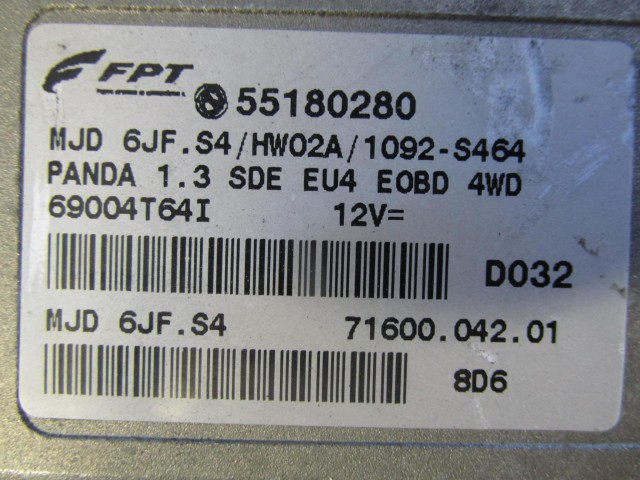 FPT
55180280
MJD 6JF.S4/HW02A/1092-S464
PANDA 1.3 SDE EU4 EOBD 4WD
69004T64I 12V=
D032
MJD 6JF.S4 71600.042.01
8D6